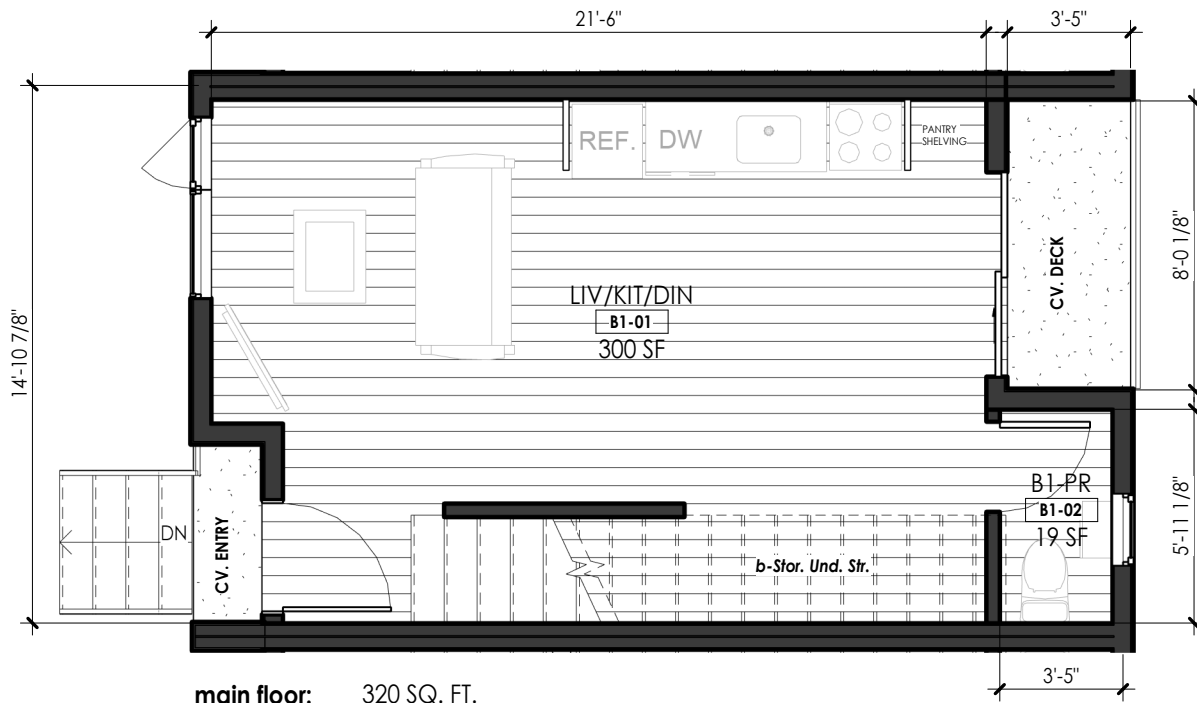 21'-6"
3'-5"
14'-10 7/8"
REF.
DW
PANTRY
SHELVING
CV. DECK
8'-0 1/8"
LIV/KIT/DIN
B1-01
300 SF
DN
CV. ENTRY
b-Stor. Und. Str.
B1-PR
B1-02
19 SF
5'-11 1/8"
3'-5"
main floor: 320 SQ. FT.